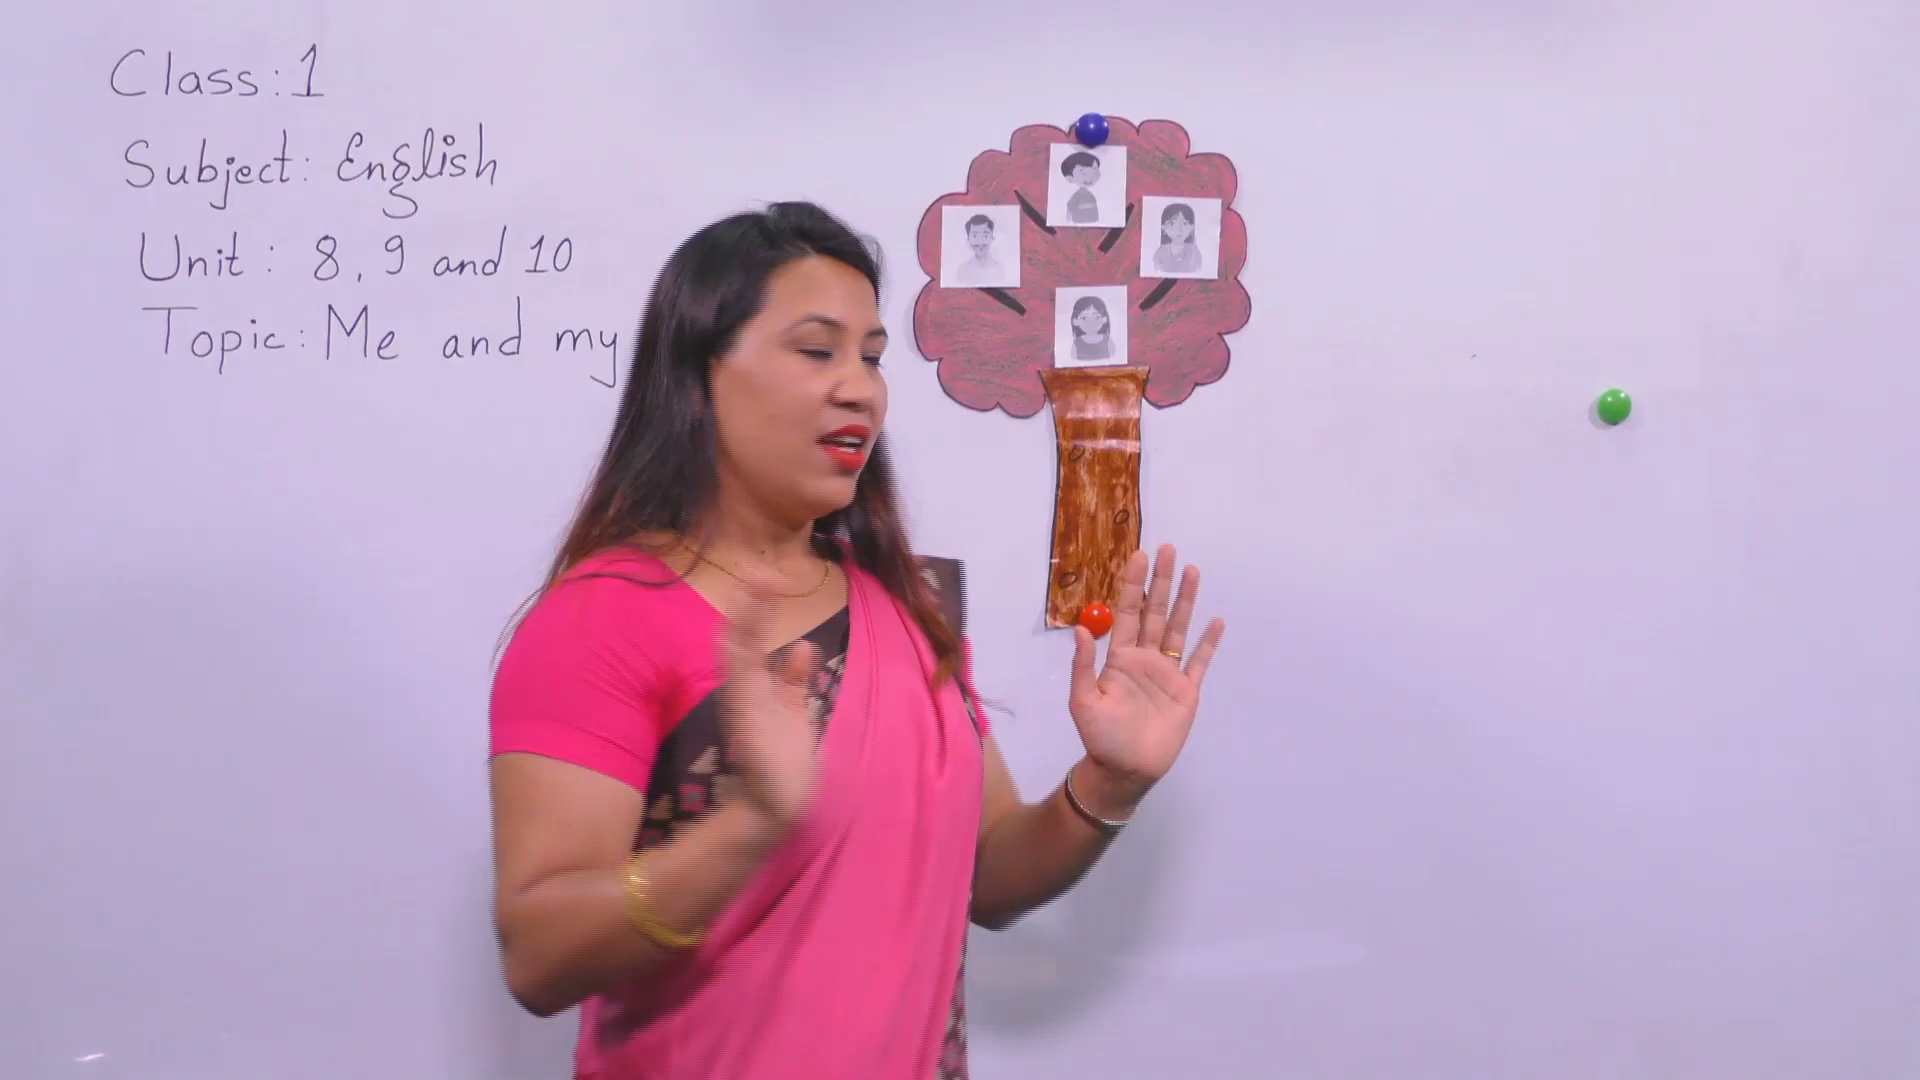 Class: 1
Subject: English
Unit: 8, 9 and 10
Topic: Me and my